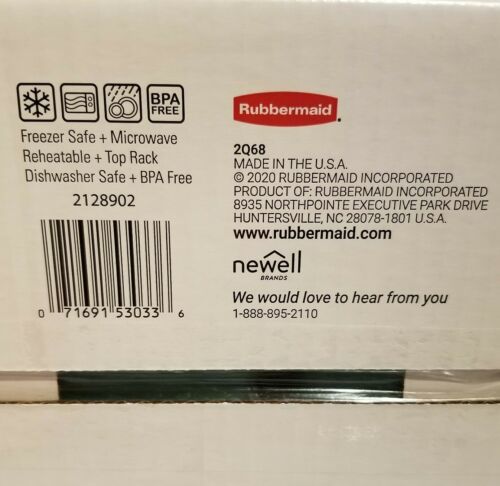 BPA
FREE
Freezer Safe + Microwave
Reheatable + Top Rack
Dishwasher Safe + BPA Free
2128902
0 71691 53033 6
Rubbermaid
2Q68
MADE IN THE U.S.A.
© 2020 RUBBERMAID INCORPORATED
PRODUCT OF: RUBBERMAID INCORPORATED
8935 NORTHPOINTE EXECUTIVE PARK DRIVE
HUNTERSVILLE, NC 28078-1801 U.S.A.
www.rubbermaid.com
newell
BRANDS
We would love to hear from you
1-888-895-2110